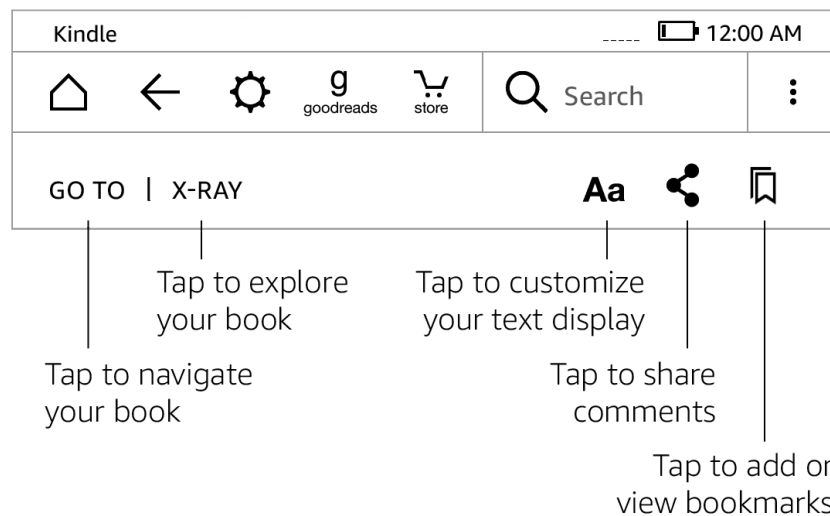 Kindle 12:00 AM
g
goodreads store
Search
GO TO | X-RAY Aa
Tap to explore
your book
Tap to customize
your text display
Tap to navigate
your book
Tap to share
comments
Tap to add or
view bookmarks